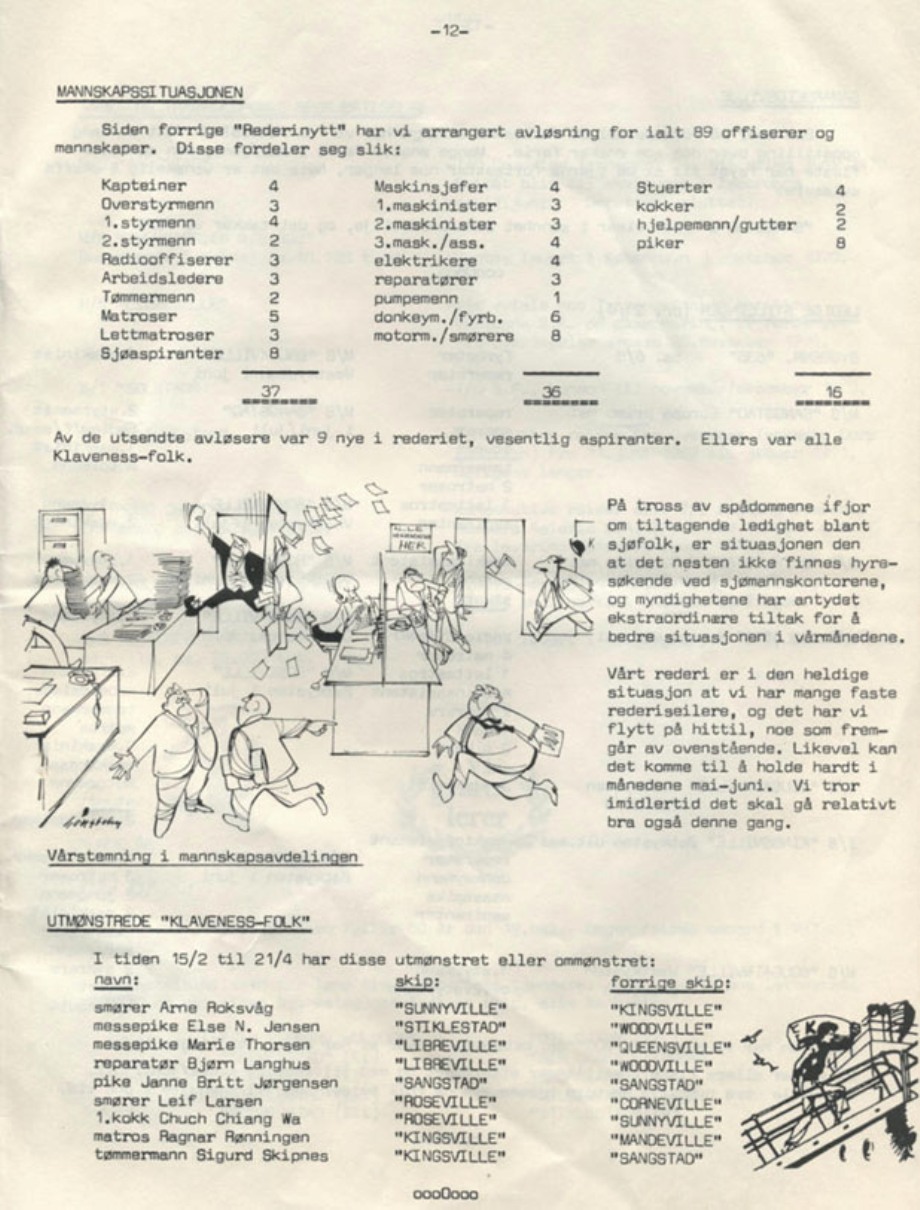 -12-
MANNSKAPSSITUASJONEN
Siden forrige "Rederinytt" har vi arrangert avløsning for ialt 89 offiserer og
mannskaper. Disse fordeler seg slik:
Kapteiner 4 Maskinsjefer 4 Stuerter 4
Overstyrmenn 3 1.maskinister 3 kokker 2
1.styrmenn 4 2.maskinister 3 hjelpemenn/gutter 2
2.styrmenn 2 3.mask./ass. 4 piker 8
Radiooffiserer 3 elektrikere 4
Arbeidsledere 3 reparatører 3
Tømmermenn 2 pumpemenn 1
Matroser 5 donkeym./fyrb. 6
Lettmatroser 3 motorm./smørere 8
Sjøaspiranter 8
37 36 16
Av de utsendte avløsere var 9 nye i rederiet, vesentlig aspiranter. Ellers var alle
Klaveness-folk.
ALLE
HER
K
På tross av spådommene ifjor
om tiltagende ledighet blant
sjøfolk, er situasjonen den
at det nesten ikke finnes hyre-
søkende ved sjømannskontorene,
og myndighetene har antydet
ekstraordinære tiltak for å
bedre situasjonen i vårmånedene.
Vårt rederi er i den heldige
situasjon at vi har mange faste
rederiseilere, og det har vi
flytt på hittil, noe som frem-
går av ovenstående. Likevel kan
det komme til å holde hardt i
månedene mai-juni. Vi tror
imidlertid det skal gå relativt
bra også denne gang.
Vårstemning i mannskapsavdelingen
UTMØNSTREDE "KLAVENESS-FOLK"
I tiden 15/2 til 21/4 har disse utmønstret eller ommønstret:
navn: skip: forrige skip:
smører Arne Roksvåg "SUNNYVILLE" "KINGSVILLE"
messepike Else N. Jensen "STIKLESTAD" "WOODVILLE"
messepike Marie Thorsen "LIBREVILLE" "QUEENSVILLE"
reparatør Bjørn Langhus "LIBREVILLE" "WOODVILLE"
pike Janne Britt Jørgensen "SANGSTAD" "SANGSTAD"
smører Leif Larsen "ROSEVILLE" "CORNEVILLE"
1.kokk Chuch Chiang Wa "ROSEVILLE" "SUNNYVILLE"
matros Ragnar Rønningen "KINGSVILLE" "MANDEVILLE"
tømmermann Sigurd Skipnes "KINGSVILLE" "SANGSTAD"
oooOooo